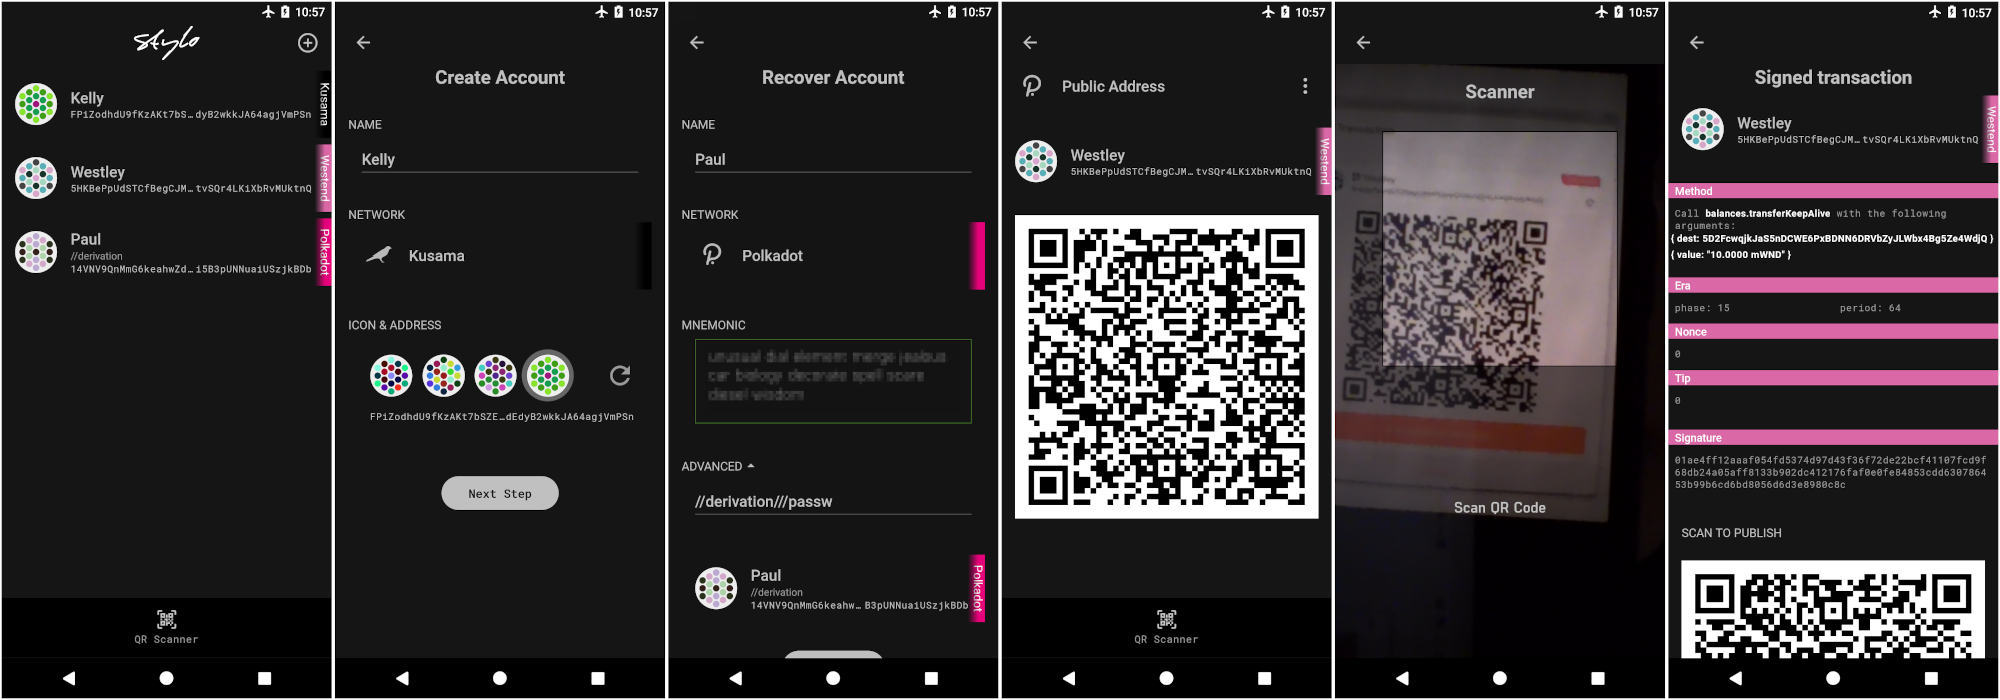 10:57
Stylo
Kelly
FPiZodhdU9fKzAKt7bS…dyB2wkkJA64agjVmPSn
Kusama
Westley
5HKBePpUdSTCfBegCJM…tvSQr4LKiXbRvMUktnQ
Westend
Paul
//derivation
14VNV9QnMmG6keahwZd…i5B3pUNNuaiUSzjkBDb
Polkadot
QR Scanner
10:57
Create Account
NAME
Kelly
NETWORK
Kusama
ICON & ADDRESS
FPiZodhdU9fKzAKt7bSZE…dEdyB2wkkJA64agjVmPSn
Next Step
10:57
Recover Account
NAME
Paul
NETWORK
Polkadot
MNEMONIC
ADVANCED
//derivation///passw
Paul
//derivation
14VNV9QnMmG6keahw…B3pUNNuaiUSzjkBDb
Polkadot
10:57
Public Address
Westley
5HKBePpUdSTCfBegCJM…tvSQr4LKiXbRvMUktnQ
Westend
QR Scanner
10:57
Scanner
Scan QR Code
10:57
Signed transaction
Westley
5HKBePpUdSTCfBegCJM…tvSQr4LKiXbRvMUktnQ
Westend
Method
Call balances.transferKeepAlive with the following
arguments:
{ dest: 5D2FcwqjkJaS5nDCWE6PxBDNN6DRVbZyJLWbx4Bg5Ze4WdjQ }
{ value: "10.0000 mWND" }
Era
phase: 15 period: 64
Nonce
0
Tip
0
Signature
01ae4ff12aaaf054fd5374d97d43f36f72de22bcf41107fcd9f
68db24a05aff8133b902dc412176faf0e0fe84853cdd6307864
53b99b6cd6bd8056d6d3e8980c8c
SCAN TO PUBLISH